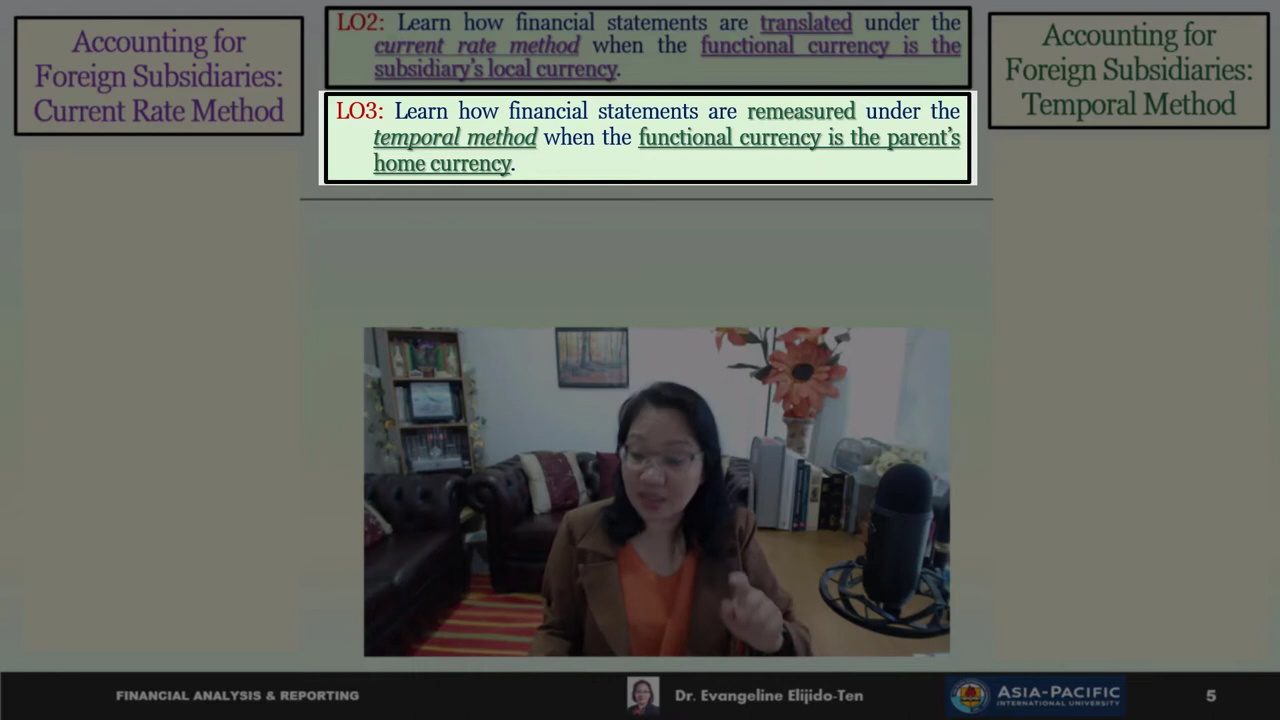 Accounting for
Foreign Subsidiaries:
Current Rate Method
LO2: Learn how financial statements are translated under the
current rate method when the functional currency is the
subsidiary's local currency.
LO3: Learn how financial statements are remeasured under the
temporal method when the functional currency is the parent's
home currency.
Accounting for
Foreign Subsidiaries:
Temporal Method
FINANCIAL ANALYSIS & REPORTING
Dr. Evangeline Elijido-Ten
ASIA-PACIFIC
INTERNATIONAL UNIVERSITY
5